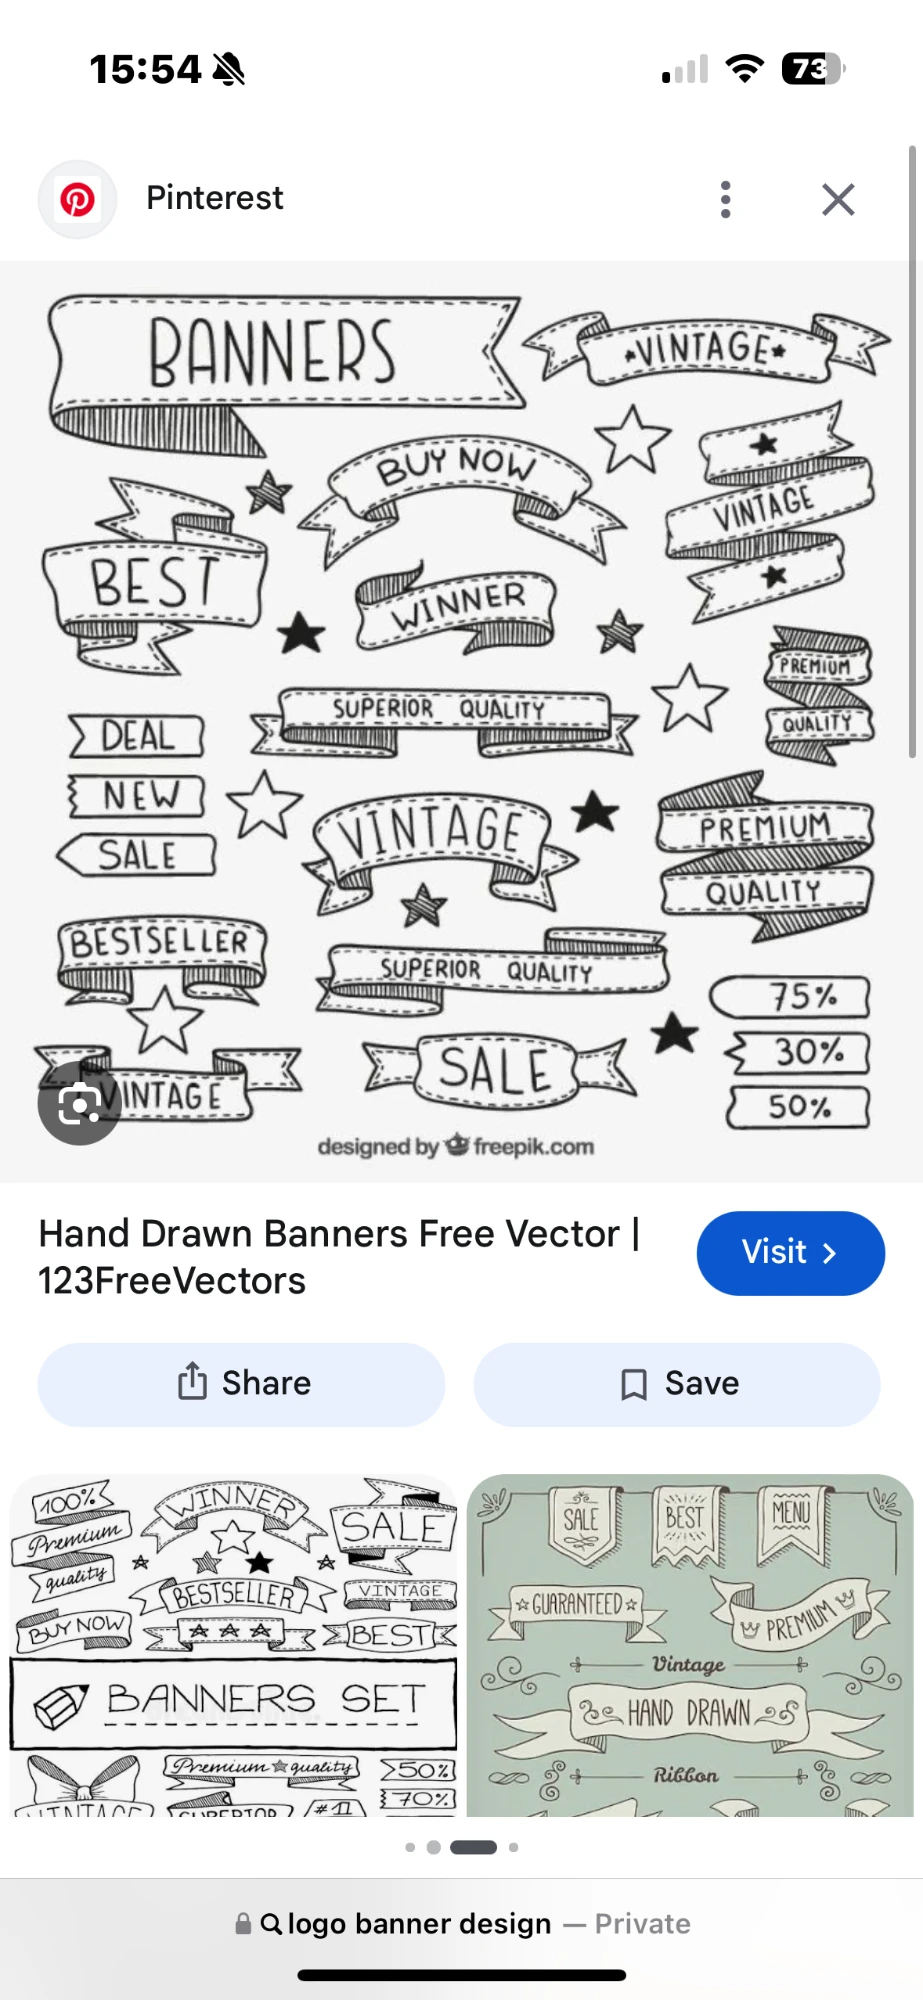 15:54
73
Pinterest
BANNERS
VINTAGE
BUY NOW
VINTAGE
BEST
WINNER
PREMIUM
QUALITY
SUPERIOR QUALITY
DEAL
NEW
SALE
VINTAGE
PREMIUM
QUALITY
BESTSELLER
SUPERIOR QUALITY
75%
30%
50%
SALE
VINTAGE
designed by freepik.com
Hand Drawn Banners Free Vector |
123FreeVectors
Visit
Share
Save
100%
Premium
quality
WINNER
SALE
BESTSELLER
VINTAGE
BUY NOW
BEST
BANNERS SET
Premium quality
50%
70%
VINTAGE
SUPERIOR
#1
SALE
BEST
MENU
GUARANTEED
PREMIUM
Vintage
HAND DRAWN
Ribbon
logo banner design — Private